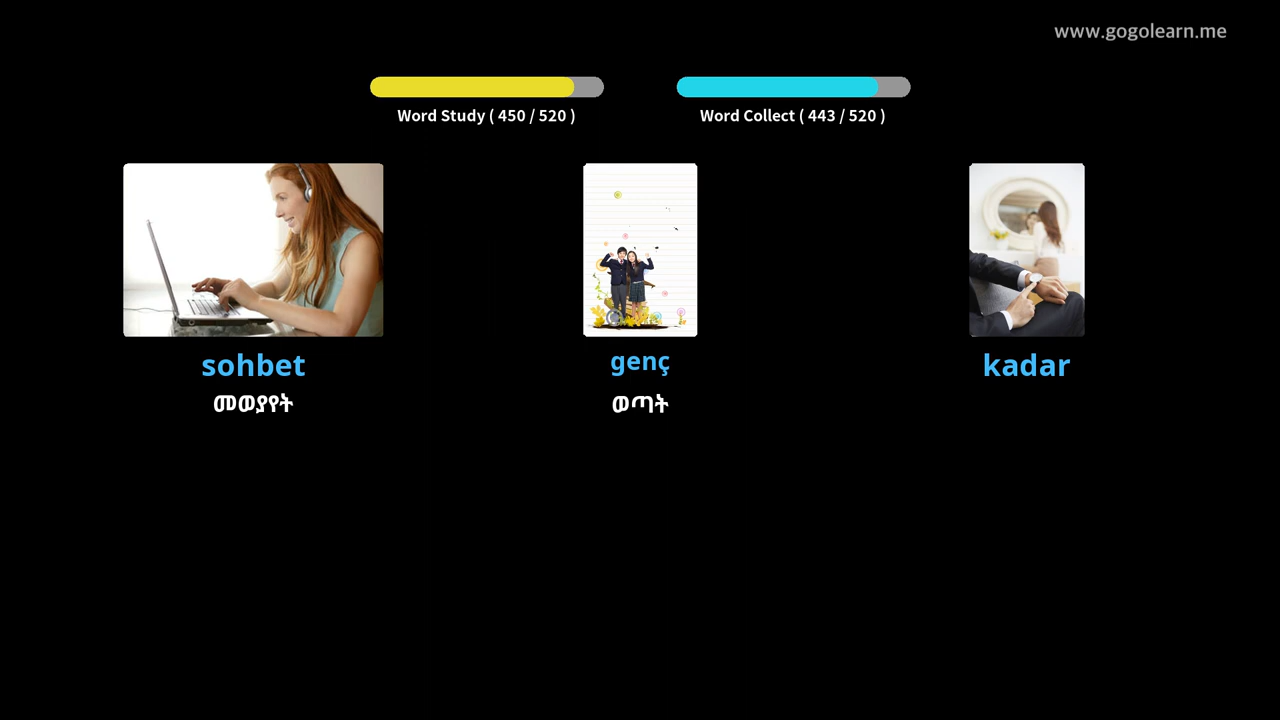 www.gogolearn.me
Word Study ( 450 / 520 )
Word Collect ( 443 / 520 )
sohbet
genç
kadar
መወያየት
ወጣት